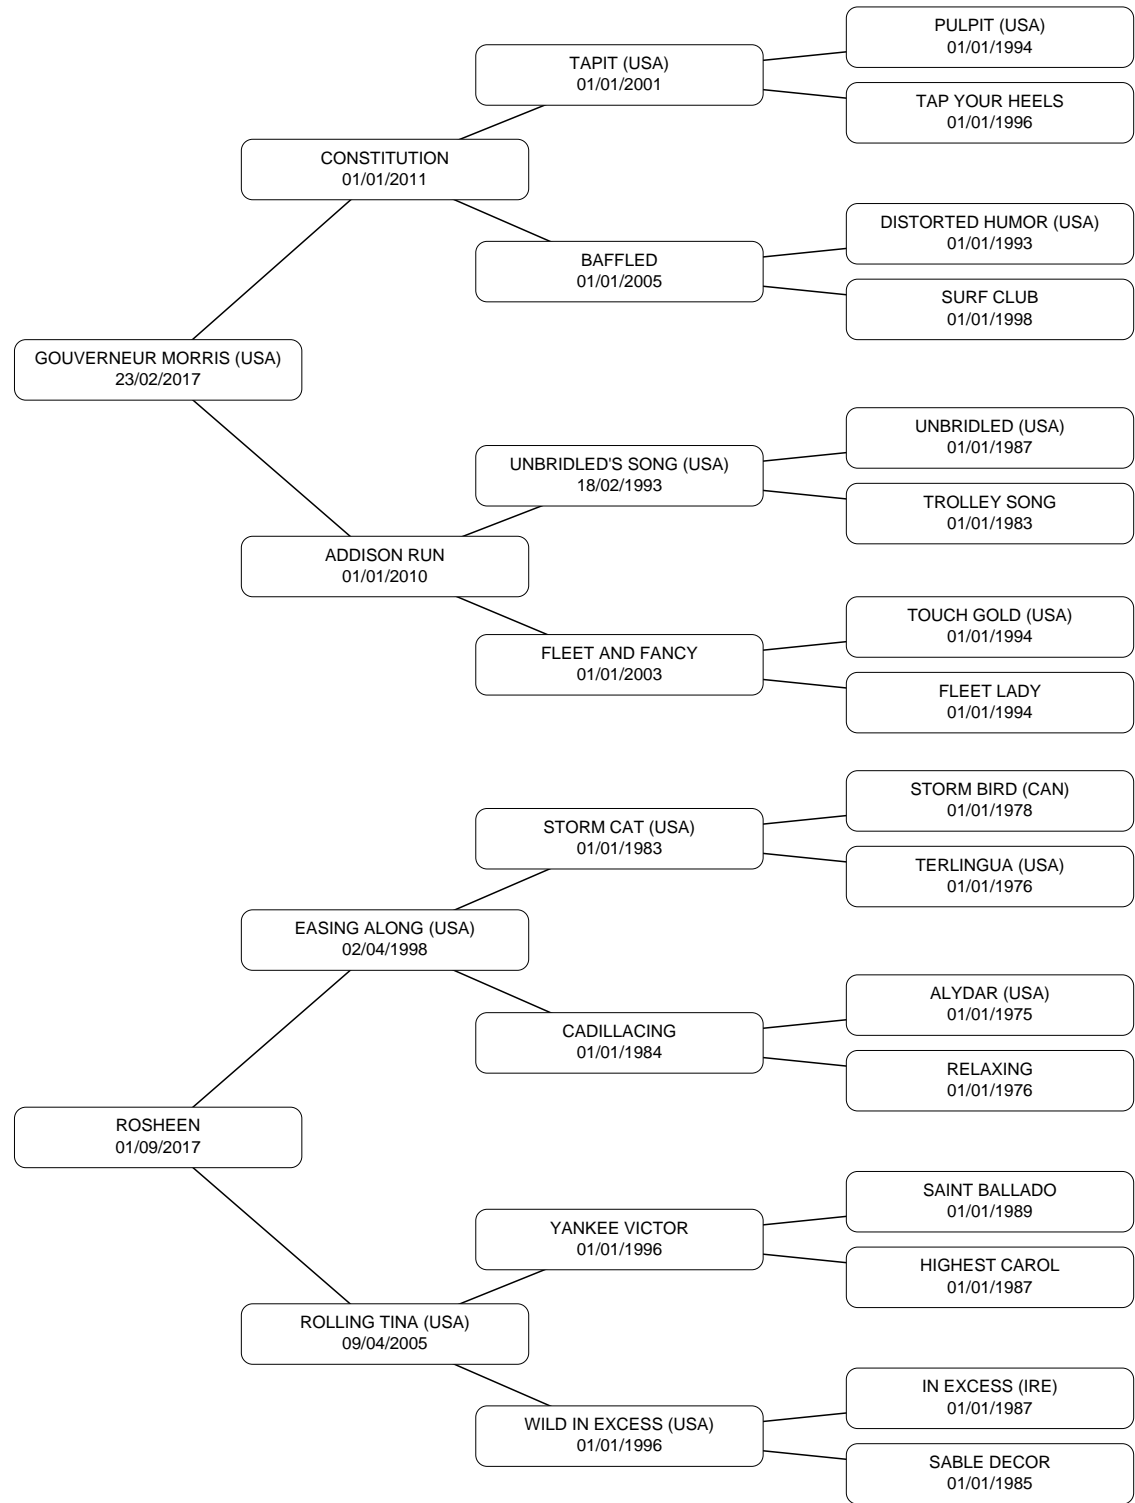 PULPIT (USA)
01/01/1994
TAPIT (USA)
01/01/2001
TAP YOUR HEELS
01/01/1996
CONSTITUTION
01/01/2011
DISTORTED HUMOR (USA)
01/01/1993
BAFFLED
01/01/2005
SURF CLUB
01/01/1998
GOUVERNEUR MORRIS (USA)
23/02/2017
UNBRIDLED (USA)
01/01/1987
UNBRIDLED'S SONG (USA)
18/02/1993
TROLLEY SONG
01/01/1983
ADDISON RUN
01/01/2010
TOUCH GOLD (USA)
01/01/1994
FLEET AND FANCY
01/01/2003
FLEET LADY
01/01/1994
STORM BIRD (CAN)
01/01/1978
STORM CAT (USA)
01/01/1983
TERLINGUA (USA)
01/01/1976
EASING ALONG (USA)
02/04/1998
ALYDAR (USA)
01/01/1975
CADILLACING
01/01/1984
RELAXING
01/01/1976
ROSHEEN
01/09/2017
SAINT BALLADO
01/01/1989
YANKEE VICTOR
01/01/1996
HIGHEST CAROL
01/01/1987
ROLLING TINA (USA)
09/04/2005
IN EXCESS (IRE)
01/01/1987
WILD IN EXCESS (USA)
01/01/1996
SABLE DECOR
01/01/1985